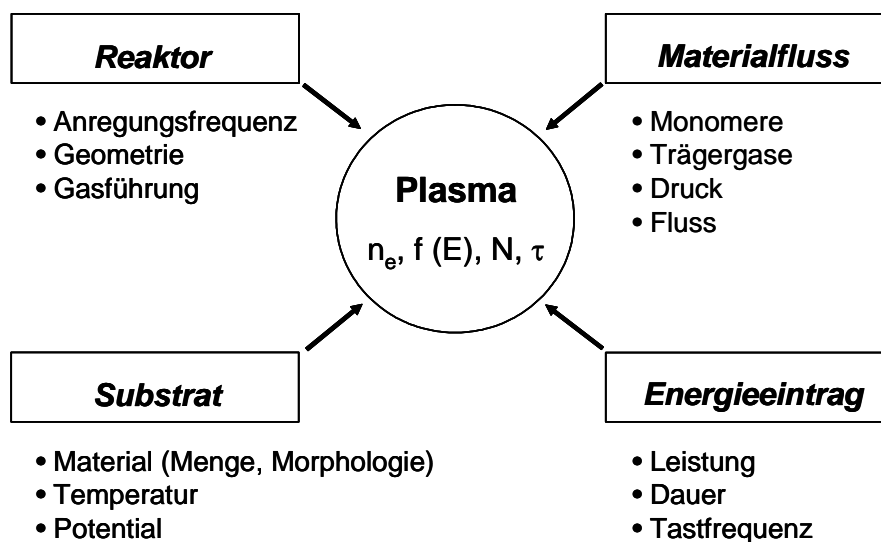 Reaktor
• Anregungsfrequenz
• Geometrie
• Gasführung
Materialfluss
• Monomere
• Trägergase
• Druck
• Fluss
Plasma
nₑ, f (E), N, τ
Substrat
• Material (Menge, Morphologie)
• Temperatur
• Potential
Energieeintrag
• Leistung
• Dauer
• Tastfrequenz